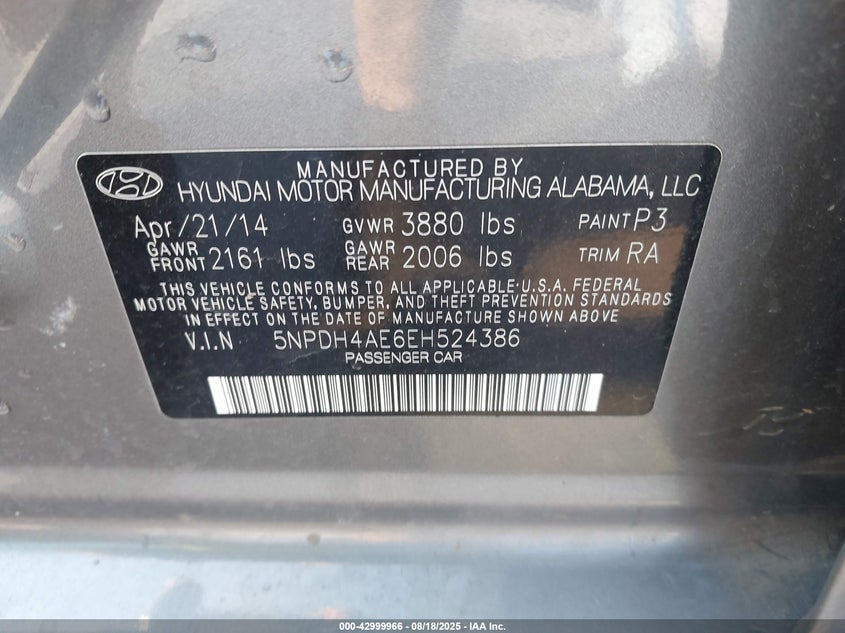 MANUFACTURED BY
HYUNDAI MOTOR MANUFACTURING ALABAMA, LLC
Apr/21/14 GVWR 3880 lbs PAINT P3
GAWR FRONT 2161 lbs GAWR REAR 2006 lbs TRIM RA
THIS VEHICLE CONFORMS TO ALL APPLICABLE U.S.A. FEDERAL
MOTOR VEHICLE SAFETY, BUMPER, AND THEFT PREVENTION STANDARDS
IN EFFECT ON THE DATE OF MANUFACTURE SHOWN ABOVE
V.I.N 5NPDH4AE6EH524386
PASSENGER CAR
000-42999966 - 08/18/2025 - IAA Inc.